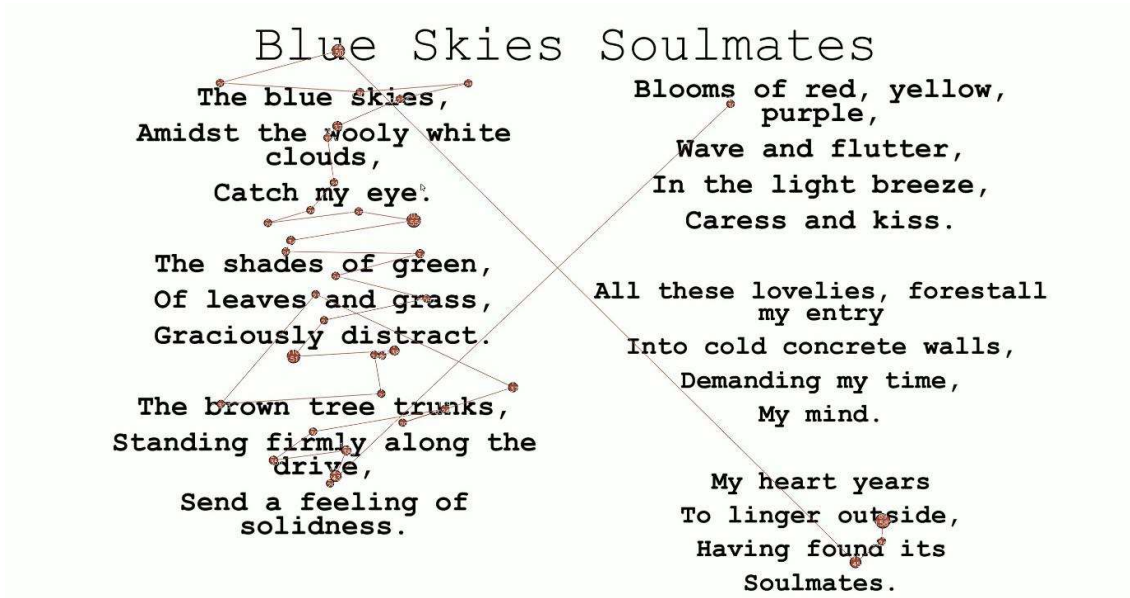 Blue Skies Soulmates
The blue skies,
Amidst the wooly white
clouds,
Catch my eye.
The shades of green,
Of leaves and grass,
Graciously distract.
The brown tree trunks,
Standing firmly along the
drive,
Send a feeling of
solidness.
Blooms of red, yellow,
purple,
Wave and flutter,
In the light breeze,
Caress and kiss.
All these lovelies, forestall
my entry
Into cold concrete walls,
Demanding my time,
My mind.
My heart years
To linger outside,
Having found its
Soulmates.